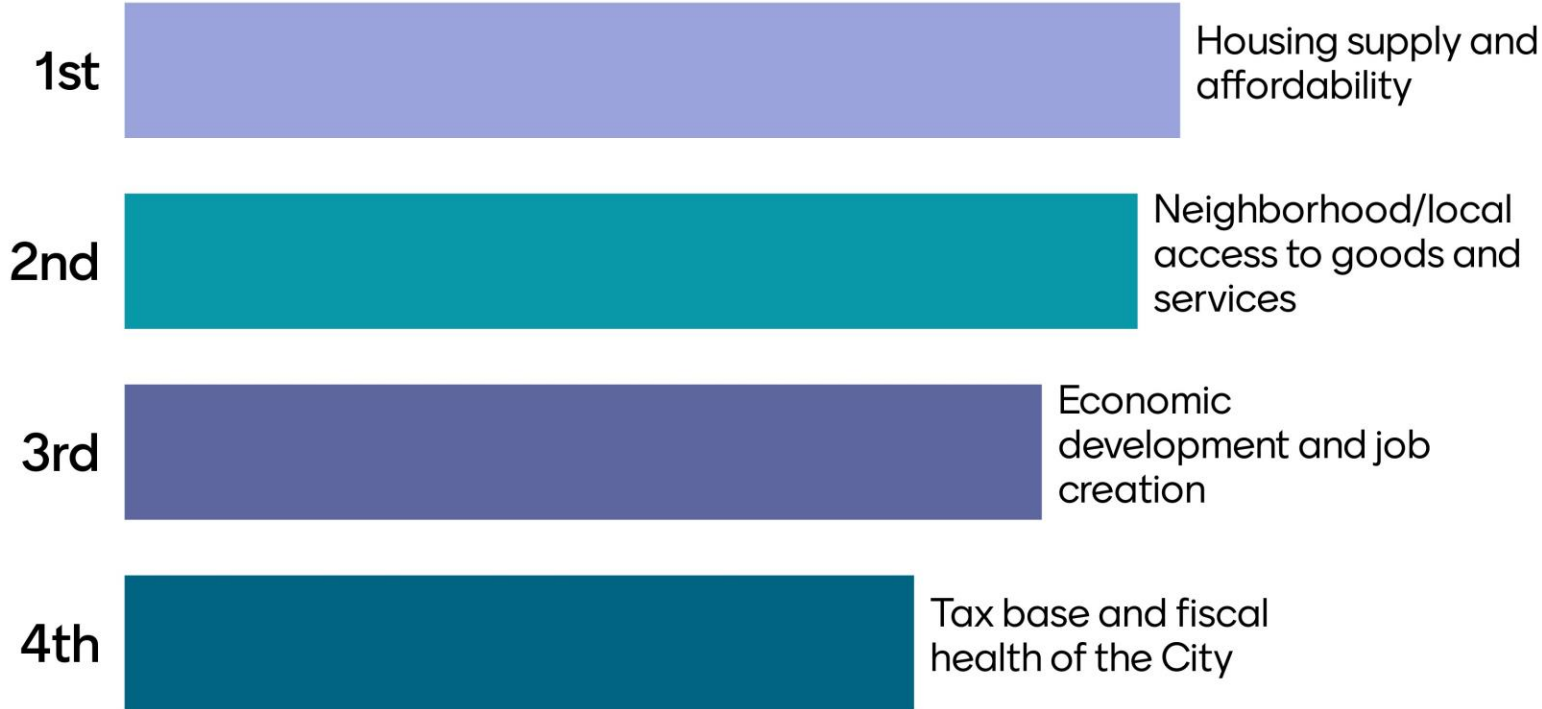 1st
Housing supply and
affordability
2nd
Neighborhood/local
access to goods and
services
3rd
Economic
development and job
creation
4th
Tax base and fiscal
health of the City